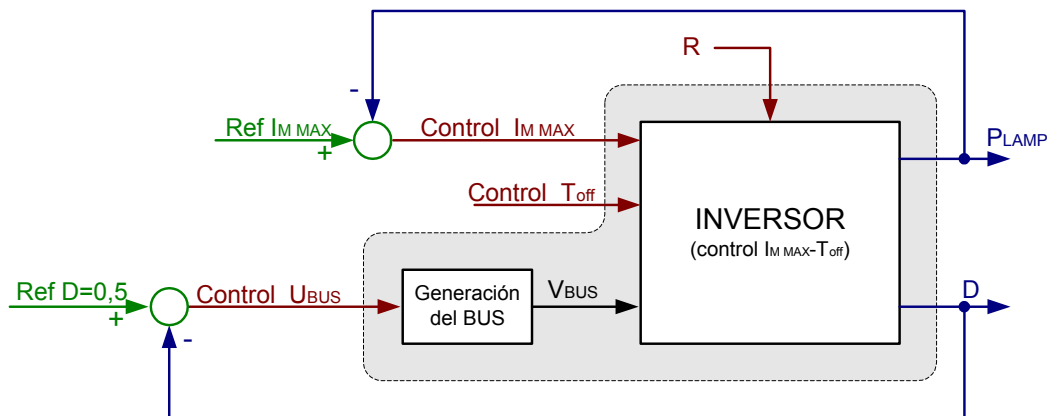 R
-
Ref IM MAX
+
Control IM MAX
PLAMP
Control Toff
INVERSOR
(control IM MAX-Toff)
Ref D=0,5
+
-
Control UBUS
Generación
del BUS
VBUS
D